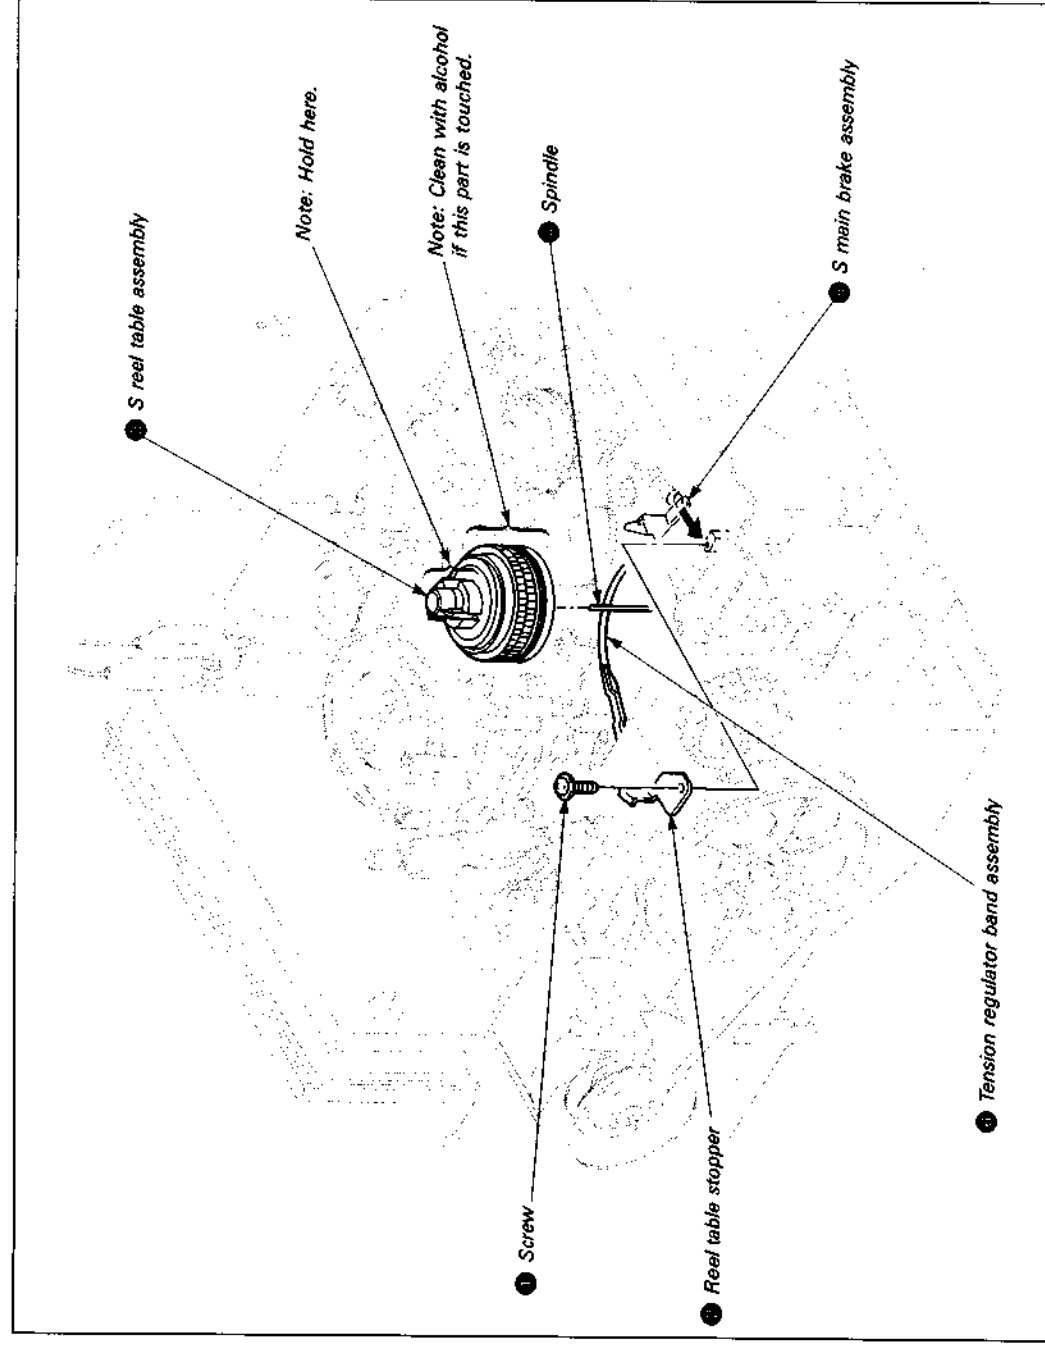 S reel table assembly
Note: Hold here.
Note: Clean with alcohol
if this part is touched.
Spindle
S main brake assembly
1 Screw
Reel table stopper
Tension regulator band assembly